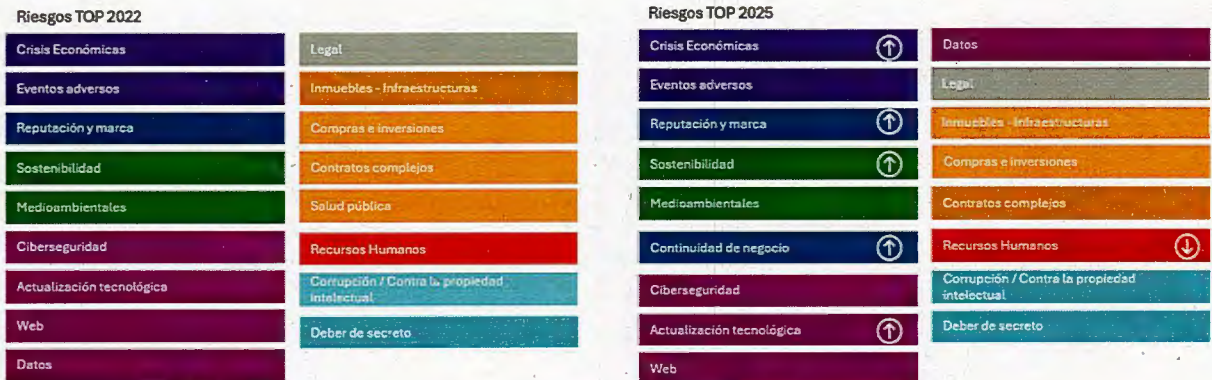 Riesgos TOP 2022
Crisis Económicas
Eventos adversos
Reputación y marca
Sostenibilidad
Medioambientales
Ciberseguridad
Actualización tecnológica
Web
Datos
Legal
Inmuebles - Infraestructuras
Compras e inversiones
Contratos complejos
Salud pública
Recursos Humanos
Corrupción / Contra la propiedad
intelectual
Deber de secreto
Riesgos TOP 2025
Crisis Económicas
Eventos adversos
Reputación y marca
Sostenibilidad
Medioambientales
Continuidad de negocio
Ciberseguridad
Actualización tecnológica
Web
Datos
Legal
Inmuebles - Infraestructuras
Compras e inversiones
Contratos complejos
Recursos Humanos
Corrupción / Contra la propiedad
intelectual
Deber de secreto